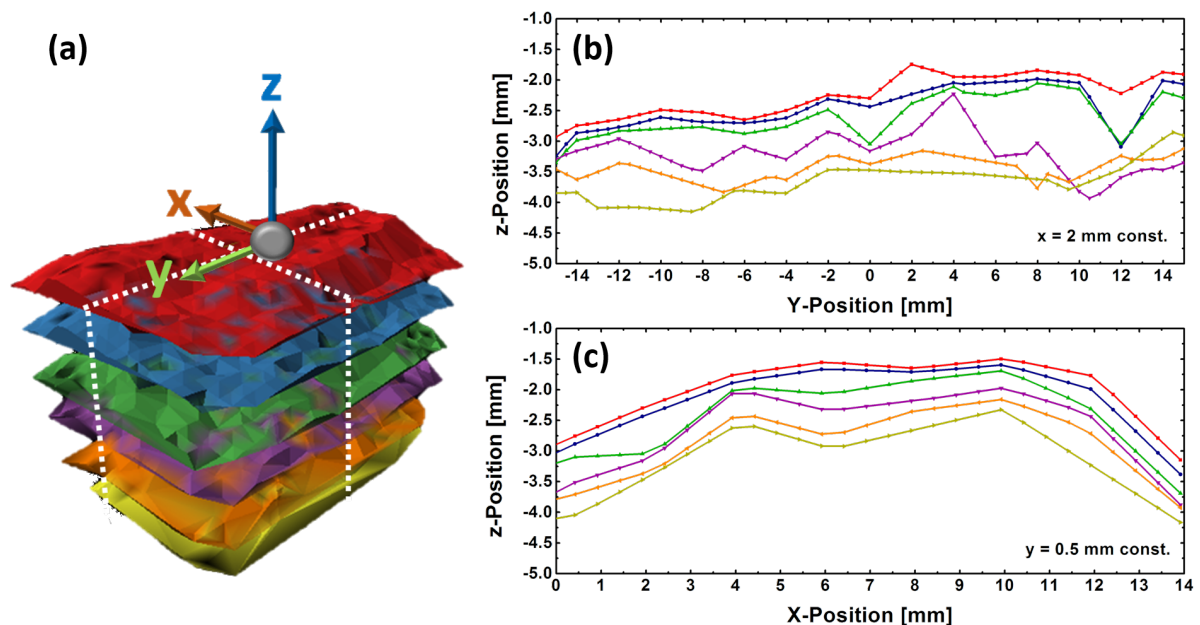 (a)
z
x
y
(b)
-1.0
-1.5
-2.0
-2.5
-3.0
-3.5
-4.0
-4.5
-5.0
z-Position [mm]
x = 2 mm const.
-14 -12 -10 -8 -6 -4 -2 0 2 4 6 8 10 12 14
Y-Position [mm]
(c)
-1.0
-1.5
-2.0
-2.5
-3.0
-3.5
-4.0
-4.5
-5.0
z-Position [mm]
y = 0.5 mm const.
0 1 2 3 4 5 6 7 8 9 10 11 12 13 14
X-Position [mm]